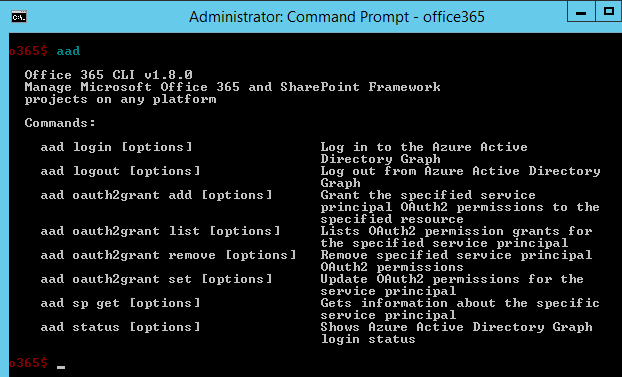 Administrator: Command Prompt - office365
o365$ aad
Office 365 CLI v1.8.0
Manage Microsoft Office 365 and SharePoint Framework
projects on any platform
Commands:
aad login [options] Log in to the Azure Active
Directory Graph
aad logout [options] Log out from Azure Active Directory
Graph
aad oauth2grant add [options] Grant the specified service
principal OAuth2 permissions to the
specified resource
aad oauth2grant list [options] Lists OAuth2 permission grants for
the specified service principal
aad oauth2grant remove [options] Remove specified service principal
OAuth2 permissions
aad oauth2grant set [options] Update OAuth2 permissions for the
service principal
aad sp get [options] Gets information about the specific
service principal
aad status [options] Shows Azure Active Directory Graph
login status
o365$ _